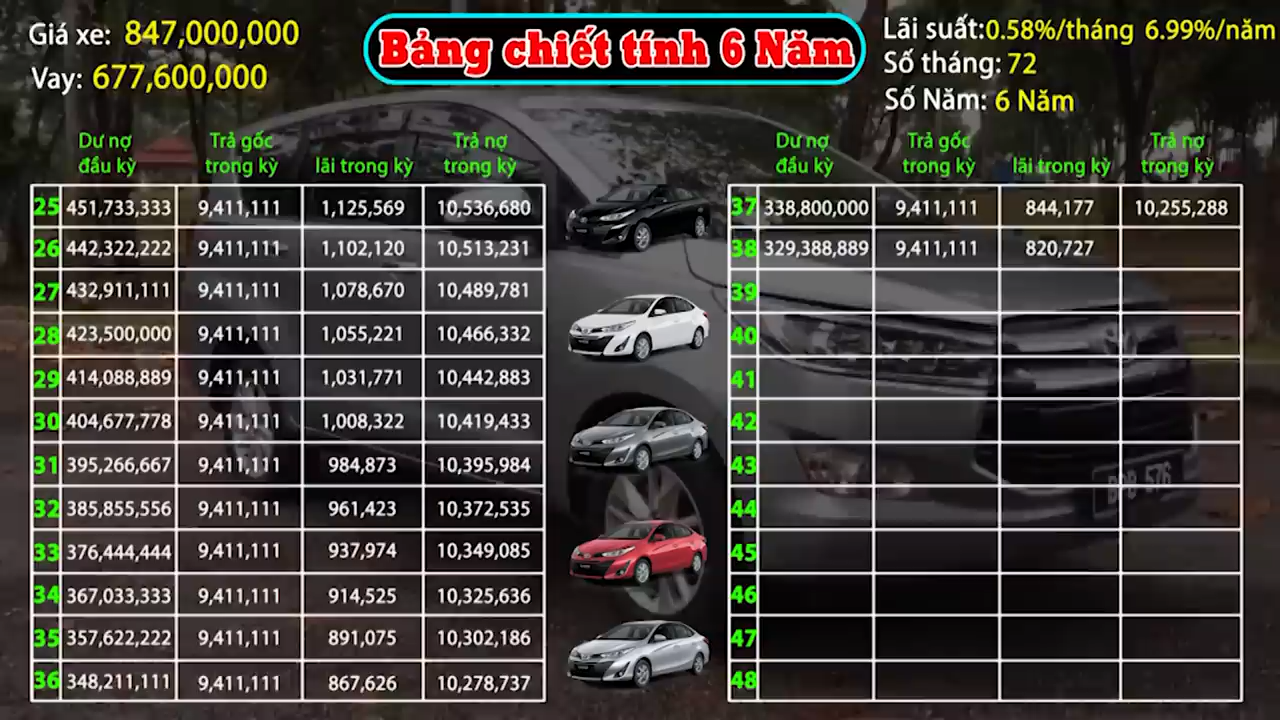 Giá xe: 847,000,000
Vay: 677,600,000
Bảng chiết tính 6 Năm
Lãi suất:0.58%/tháng 6.99%/năm
Số tháng: 72
Số Năm: 6 Năm
Dư nợ đầu kỳ Trả gốc trong kỳ lãi trong kỳ Trả nợ trong kỳ
25 451,733,333 9,411,111 1,125,569 10,536,680
26 442,322,222 9,411,111 1,102,120 10,513,231
27 432,911,111 9,411,111 1,078,670 10,489,781
28 423,500,000 9,411,111 1,055,221 10,466,332
29 414,088,889 9,411,111 1,031,771 10,442,883
30 404,677,778 9,411,111 1,008,322 10,419,433
31 395,266,667 9,411,111 984,873 10,395,984
32 385,855,556 9,411,111 961,423 10,372,535
33 376,444,444 9,411,111 937,974 10,349,085
34 367,033,333 9,411,111 914,525 10,325,636
35 357,622,222 9,411,111 891,075 10,302,186
36 348,211,111 9,411,111 867,626 10,278,737
Dư nợ đầu kỳ Trả gốc trong kỳ lãi trong kỳ Trả nợ trong kỳ
37 338,800,000 9,411,111 844,177 10,255,288
38 329,388,889 9,411,111 820,727
39
40
41
42
43
44
45
46
47
48